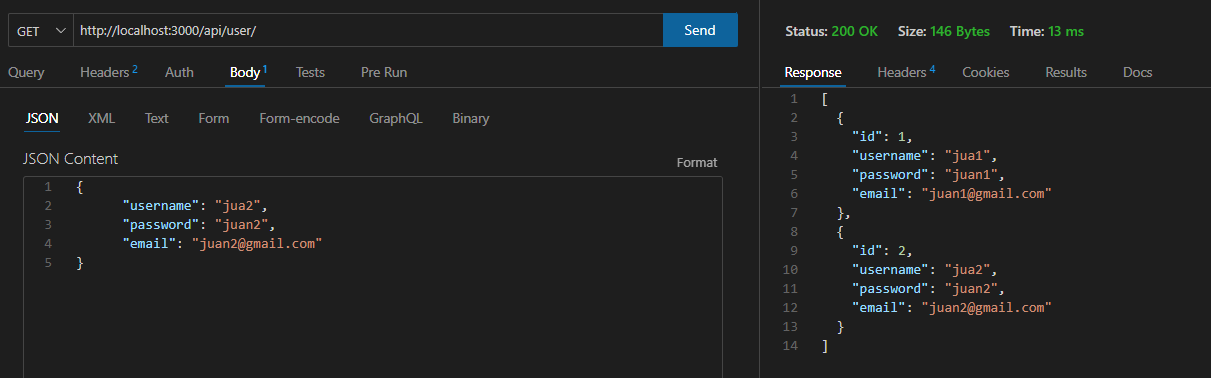 GET http://localhost:3000/api/user/ Send
Query Headers 2 Auth Body 1 Tests Pre Run
JSON XML Text Form Form-encode GraphQL Binary
JSON Content Format
1 {
2 "username": "jua2",
3 "password": "juan2",
4 "email": "juan2@gmail.com"
5 }
Status: 200 OK Size: 146 Bytes Time: 13 ms
Response Headers 4 Cookies Results Docs
1 [
2 {
3 "id": 1,
4 "username": "jua1",
5 "password": "juan1",
6 "email": "juan1@gmail.com"
7 },
8 {
9 "id": 2,
10 "username": "jua2",
11 "password": "juan2",
12 "email": "juan2@gmail.com"
13 }
14 ]